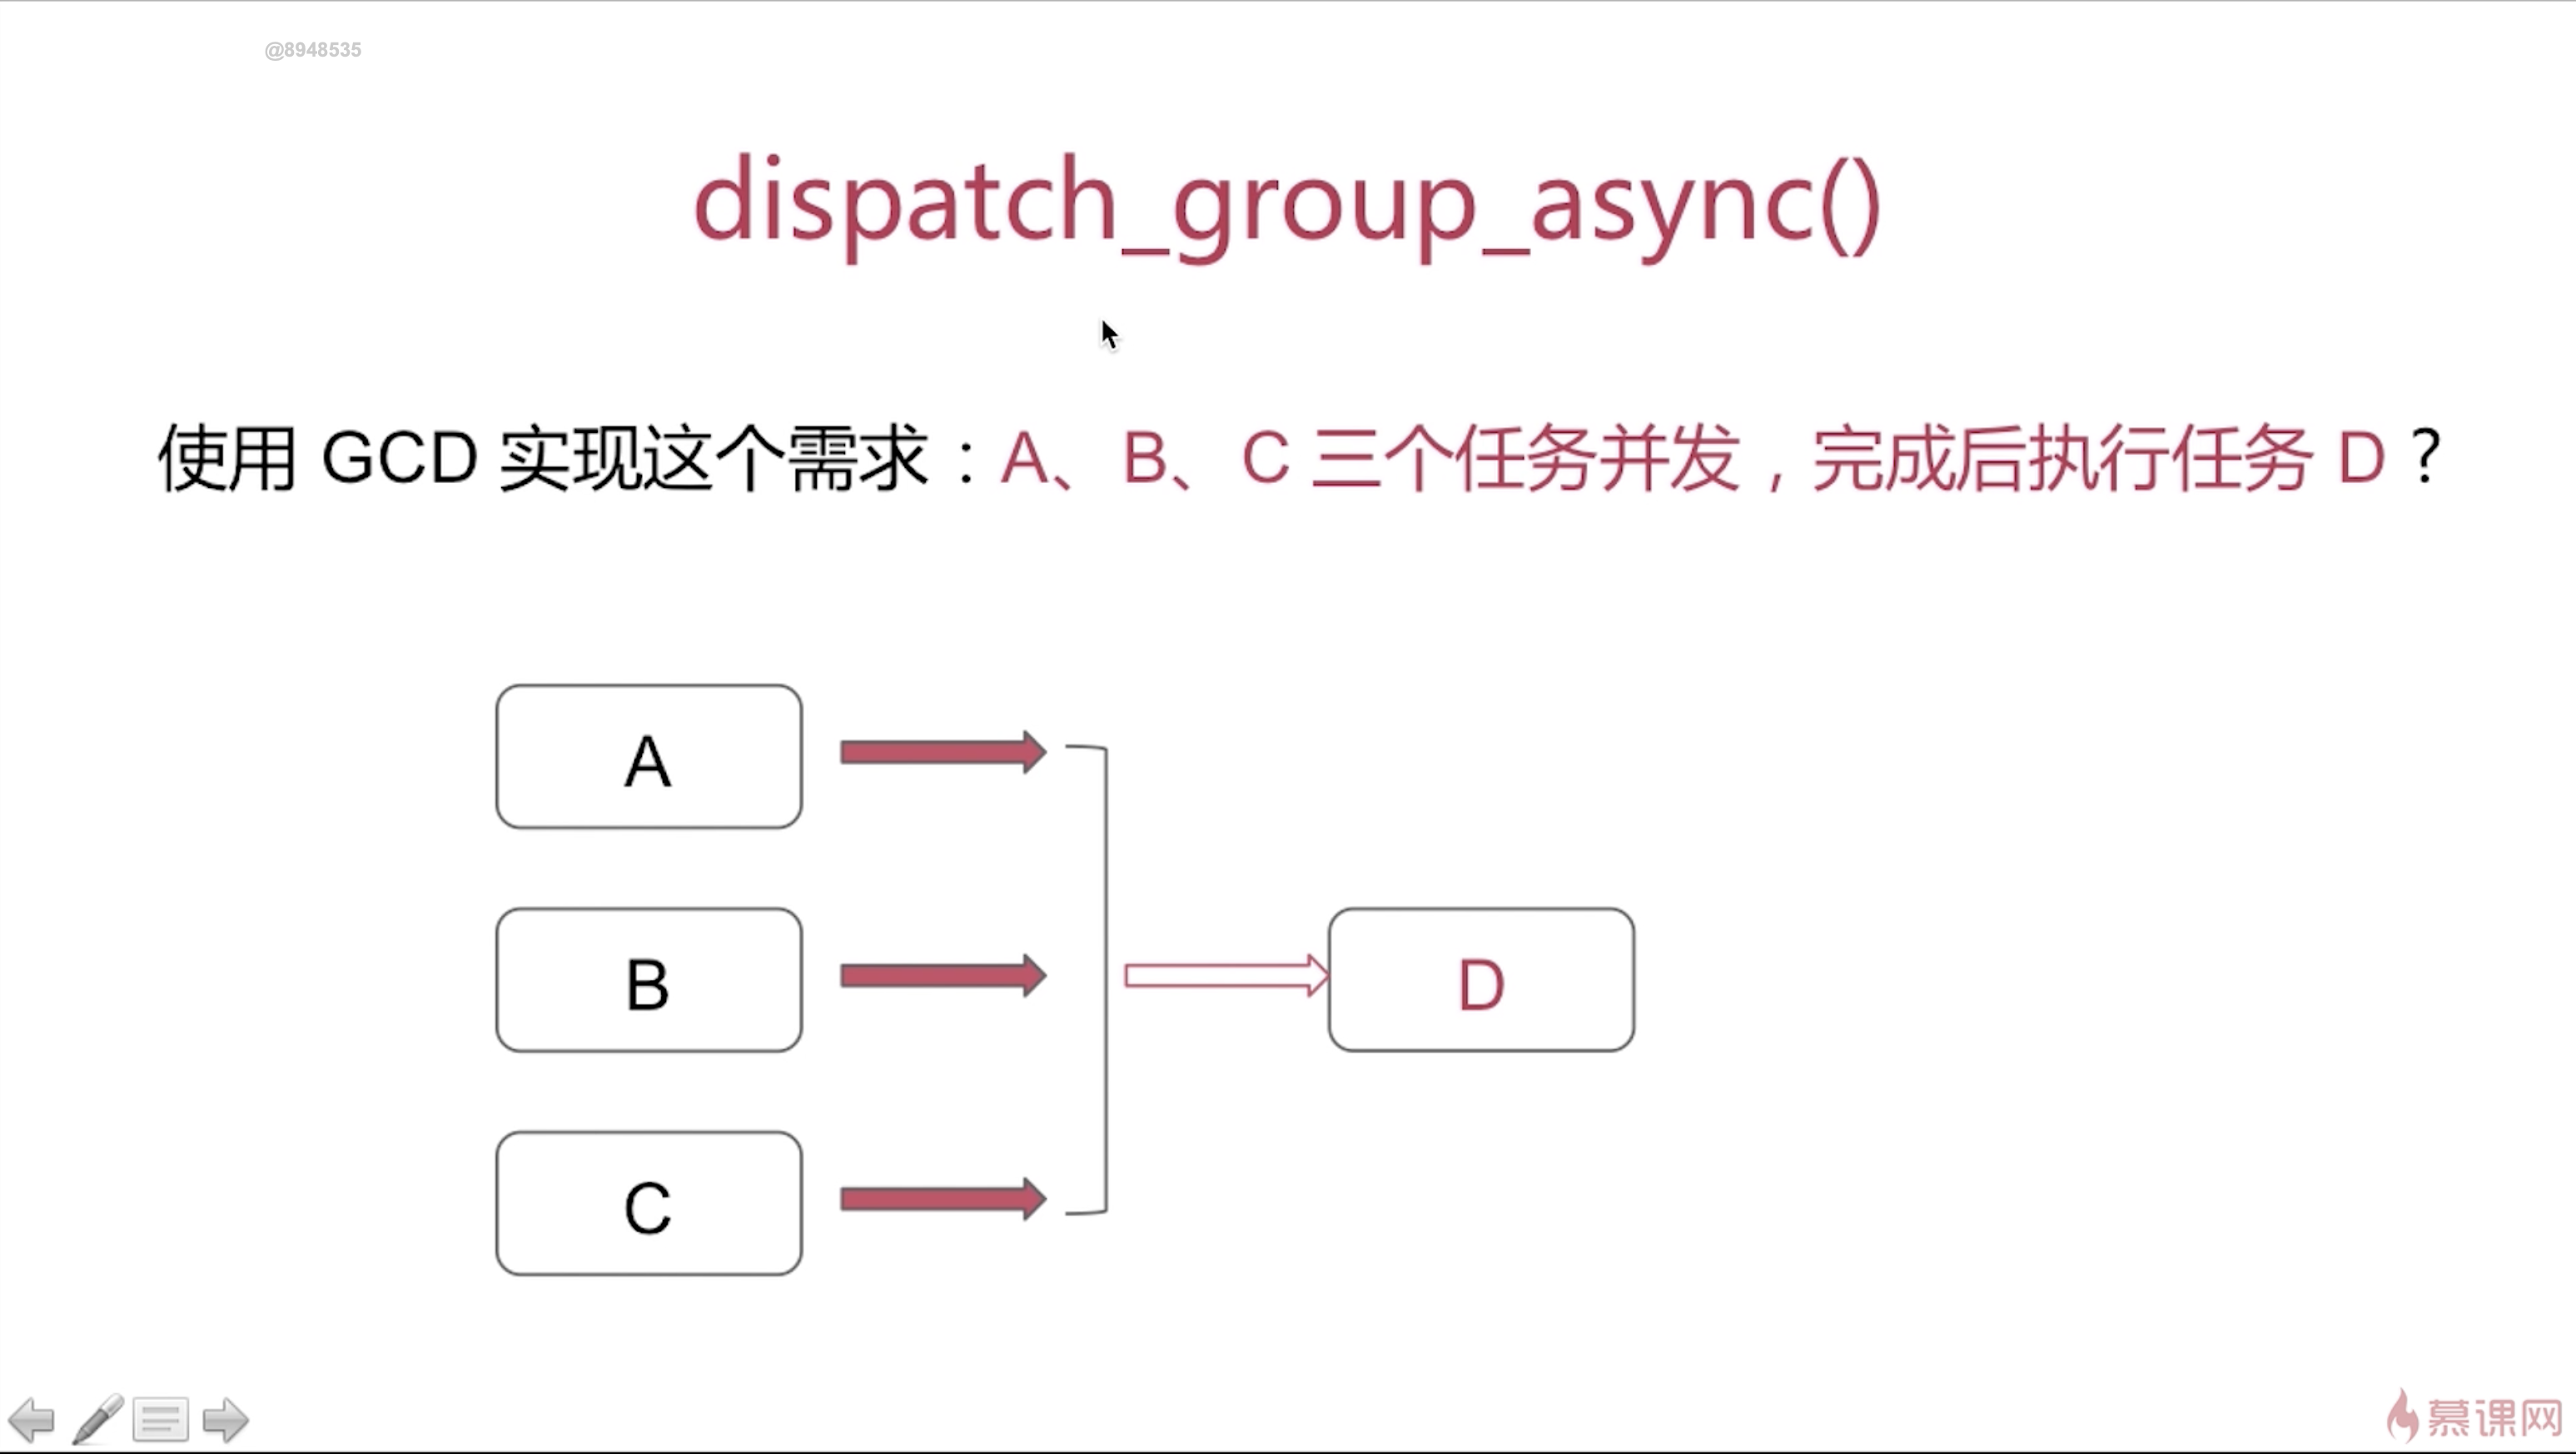 @8948535
dispatch_group_async()
使用 GCD 实现这个需求：A、B、C 三个任务并发，完成后执行任务 D？
A
B
D
C
慕课网